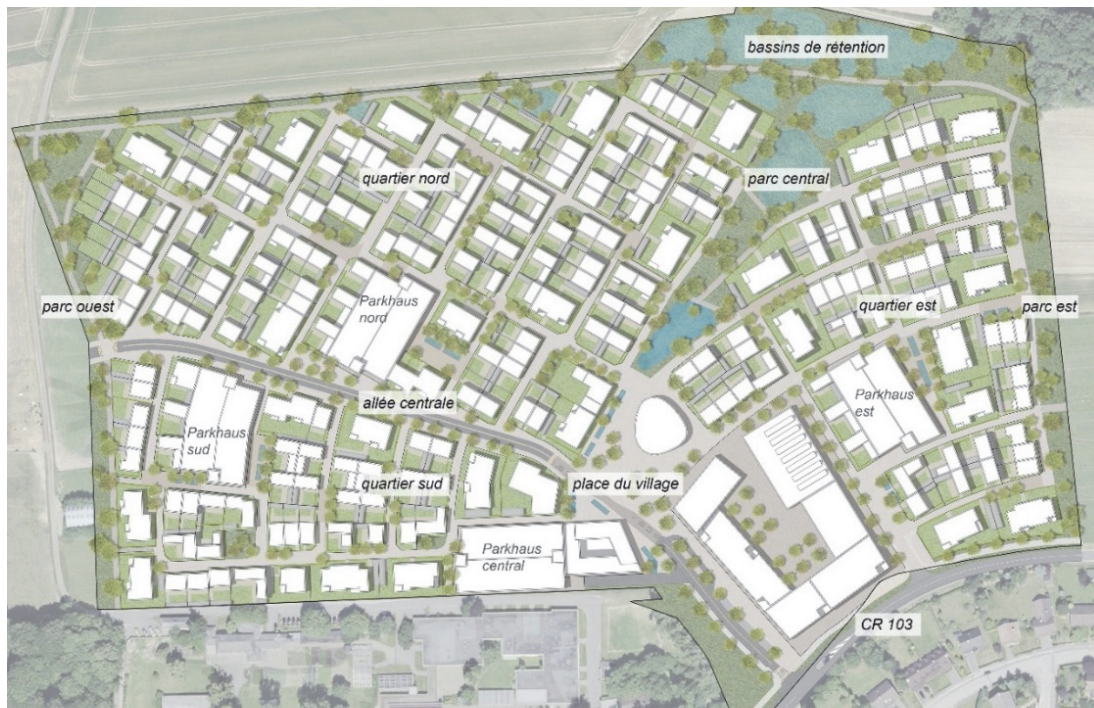 bassins de rétention
quartier nord
parc central
parc ouest
Parkhaus
nord
quartier est
parc est
allée centrale
Parkhaus
est
Parkhaus
sud
quartier sud
place du village
Parkhaus
central
CR 103